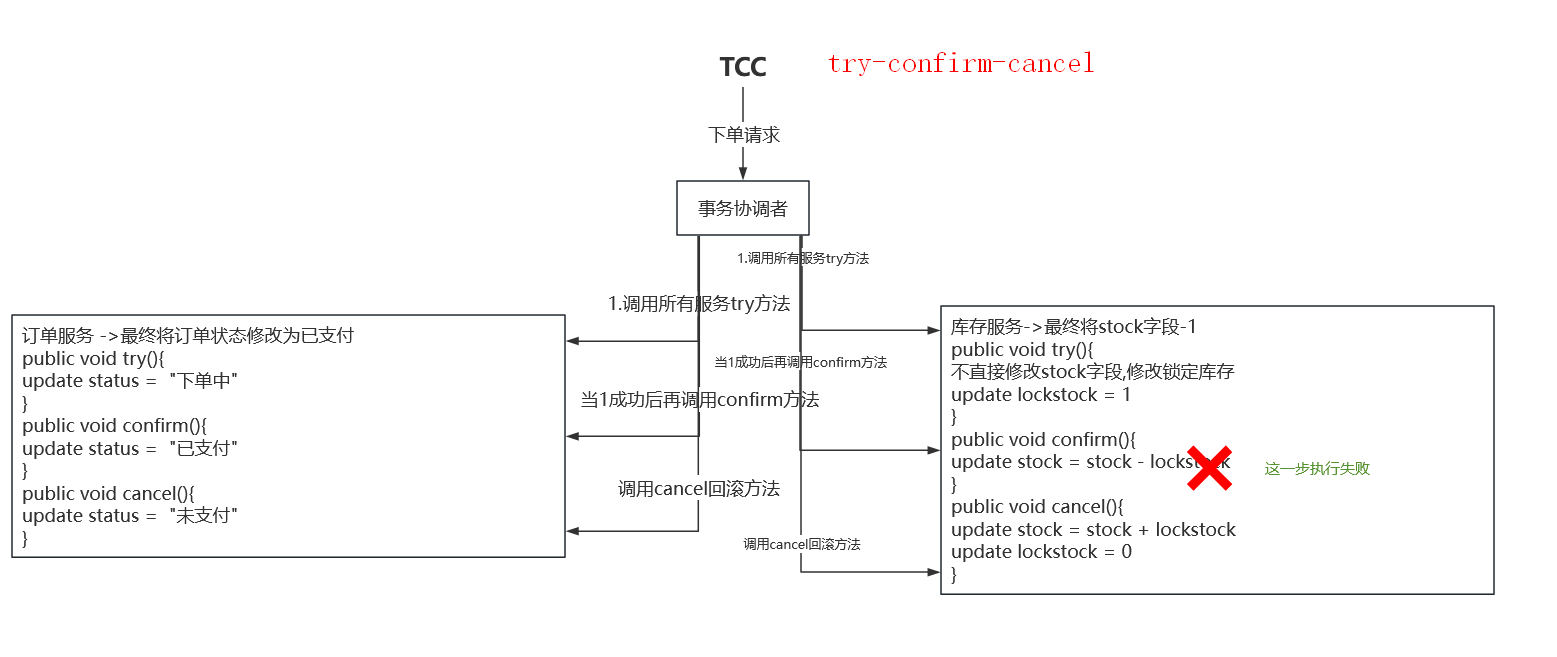 TCC
try-confirm-cancel
下单请求
事务协调者
1.调用所有服务try方法
1.调用所有服务try方法
当1成功后再调用confirm方法
当1成功后再调用confirm方法
调用cancel回滚方法
调用cancel回滚方法
订单服务 ->最终将订单状态修改为已支付
public void try(){
update status = "下单中"
}
public void confirm(){
update status = "已支付"
}
public void cancel(){
update status = "未支付"
}
库存服务->最终将stock字段-1
public void try(){
不直接修改stock字段,修改锁定库存
update lockstock = 1
}
public void confirm(){
update stock = stock - lockstock
}
public void cancel(){
update stock = stock + lockstock
update lockstock = 0
}
这一步执行失败